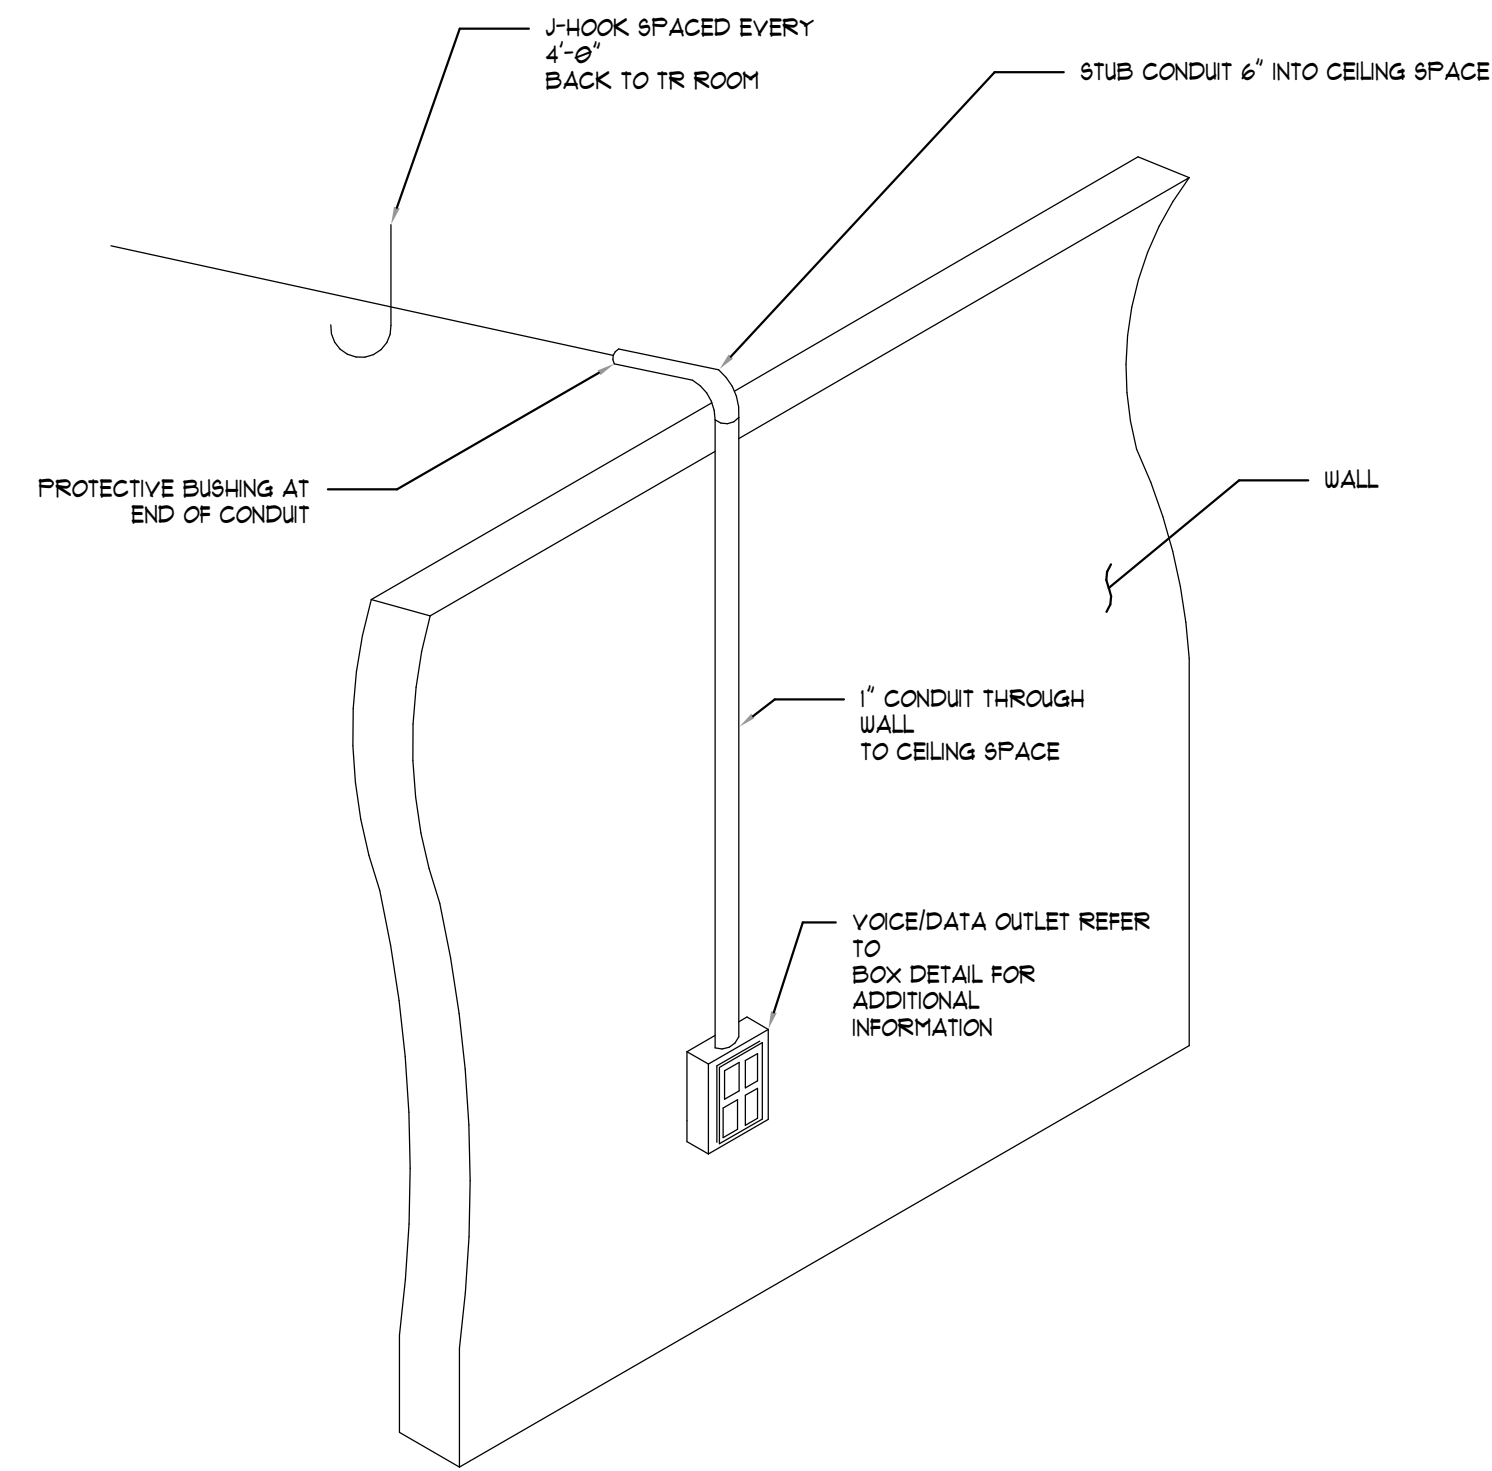 J-HOOK SPACED EVERY
4'-0"
BACK TO TR ROOM
STUB CONDUIT 6" INTO CEILING SPACE
PROTECTIVE BUSHING AT
END OF CONDUIT
WALL
1" CONDUIT THROUGH
WALL
TO CEILING SPACE
VOICE/DATA OUTLET REFER
TO
BOX DETAIL FOR
ADDITIONAL
INFORMATION